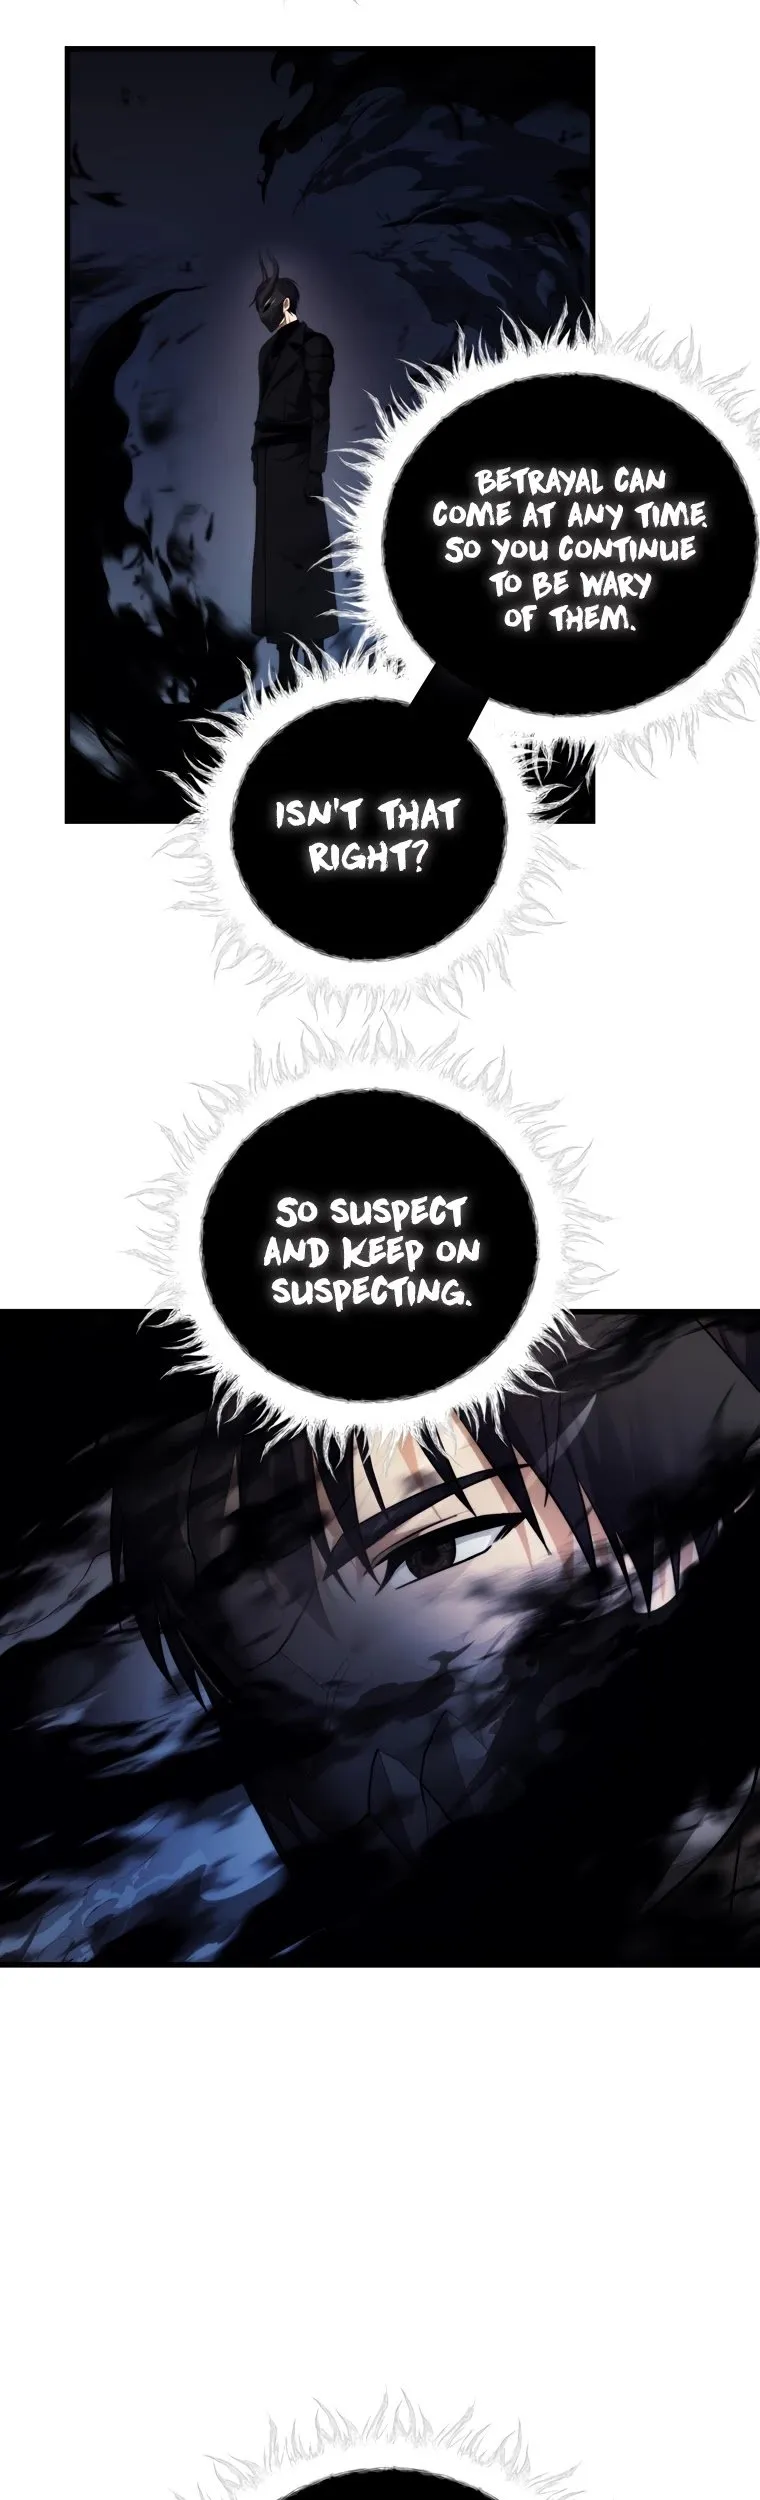 BETRAYAL CAN
COME AT ANY TIME.
SO YOU CONTINUE
TO BE WARY
OF THEM.
ISN'T THAT
RIGHT?
SO SUSPECT
AND KEEP ON
SUSPECTING.